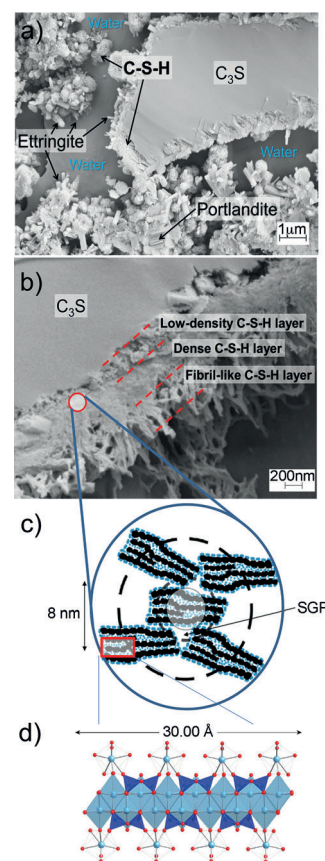 a)
Water
C-S-H
C₃S
Ettringite
Water
Water
Portlandite
1µm
b)
C₃S
Low-density C-S-H layer
Dense C-S-H layer
Fibril-like C-S-H layer
200nm
c)
8 nm
SGP
d)
30.00 Å